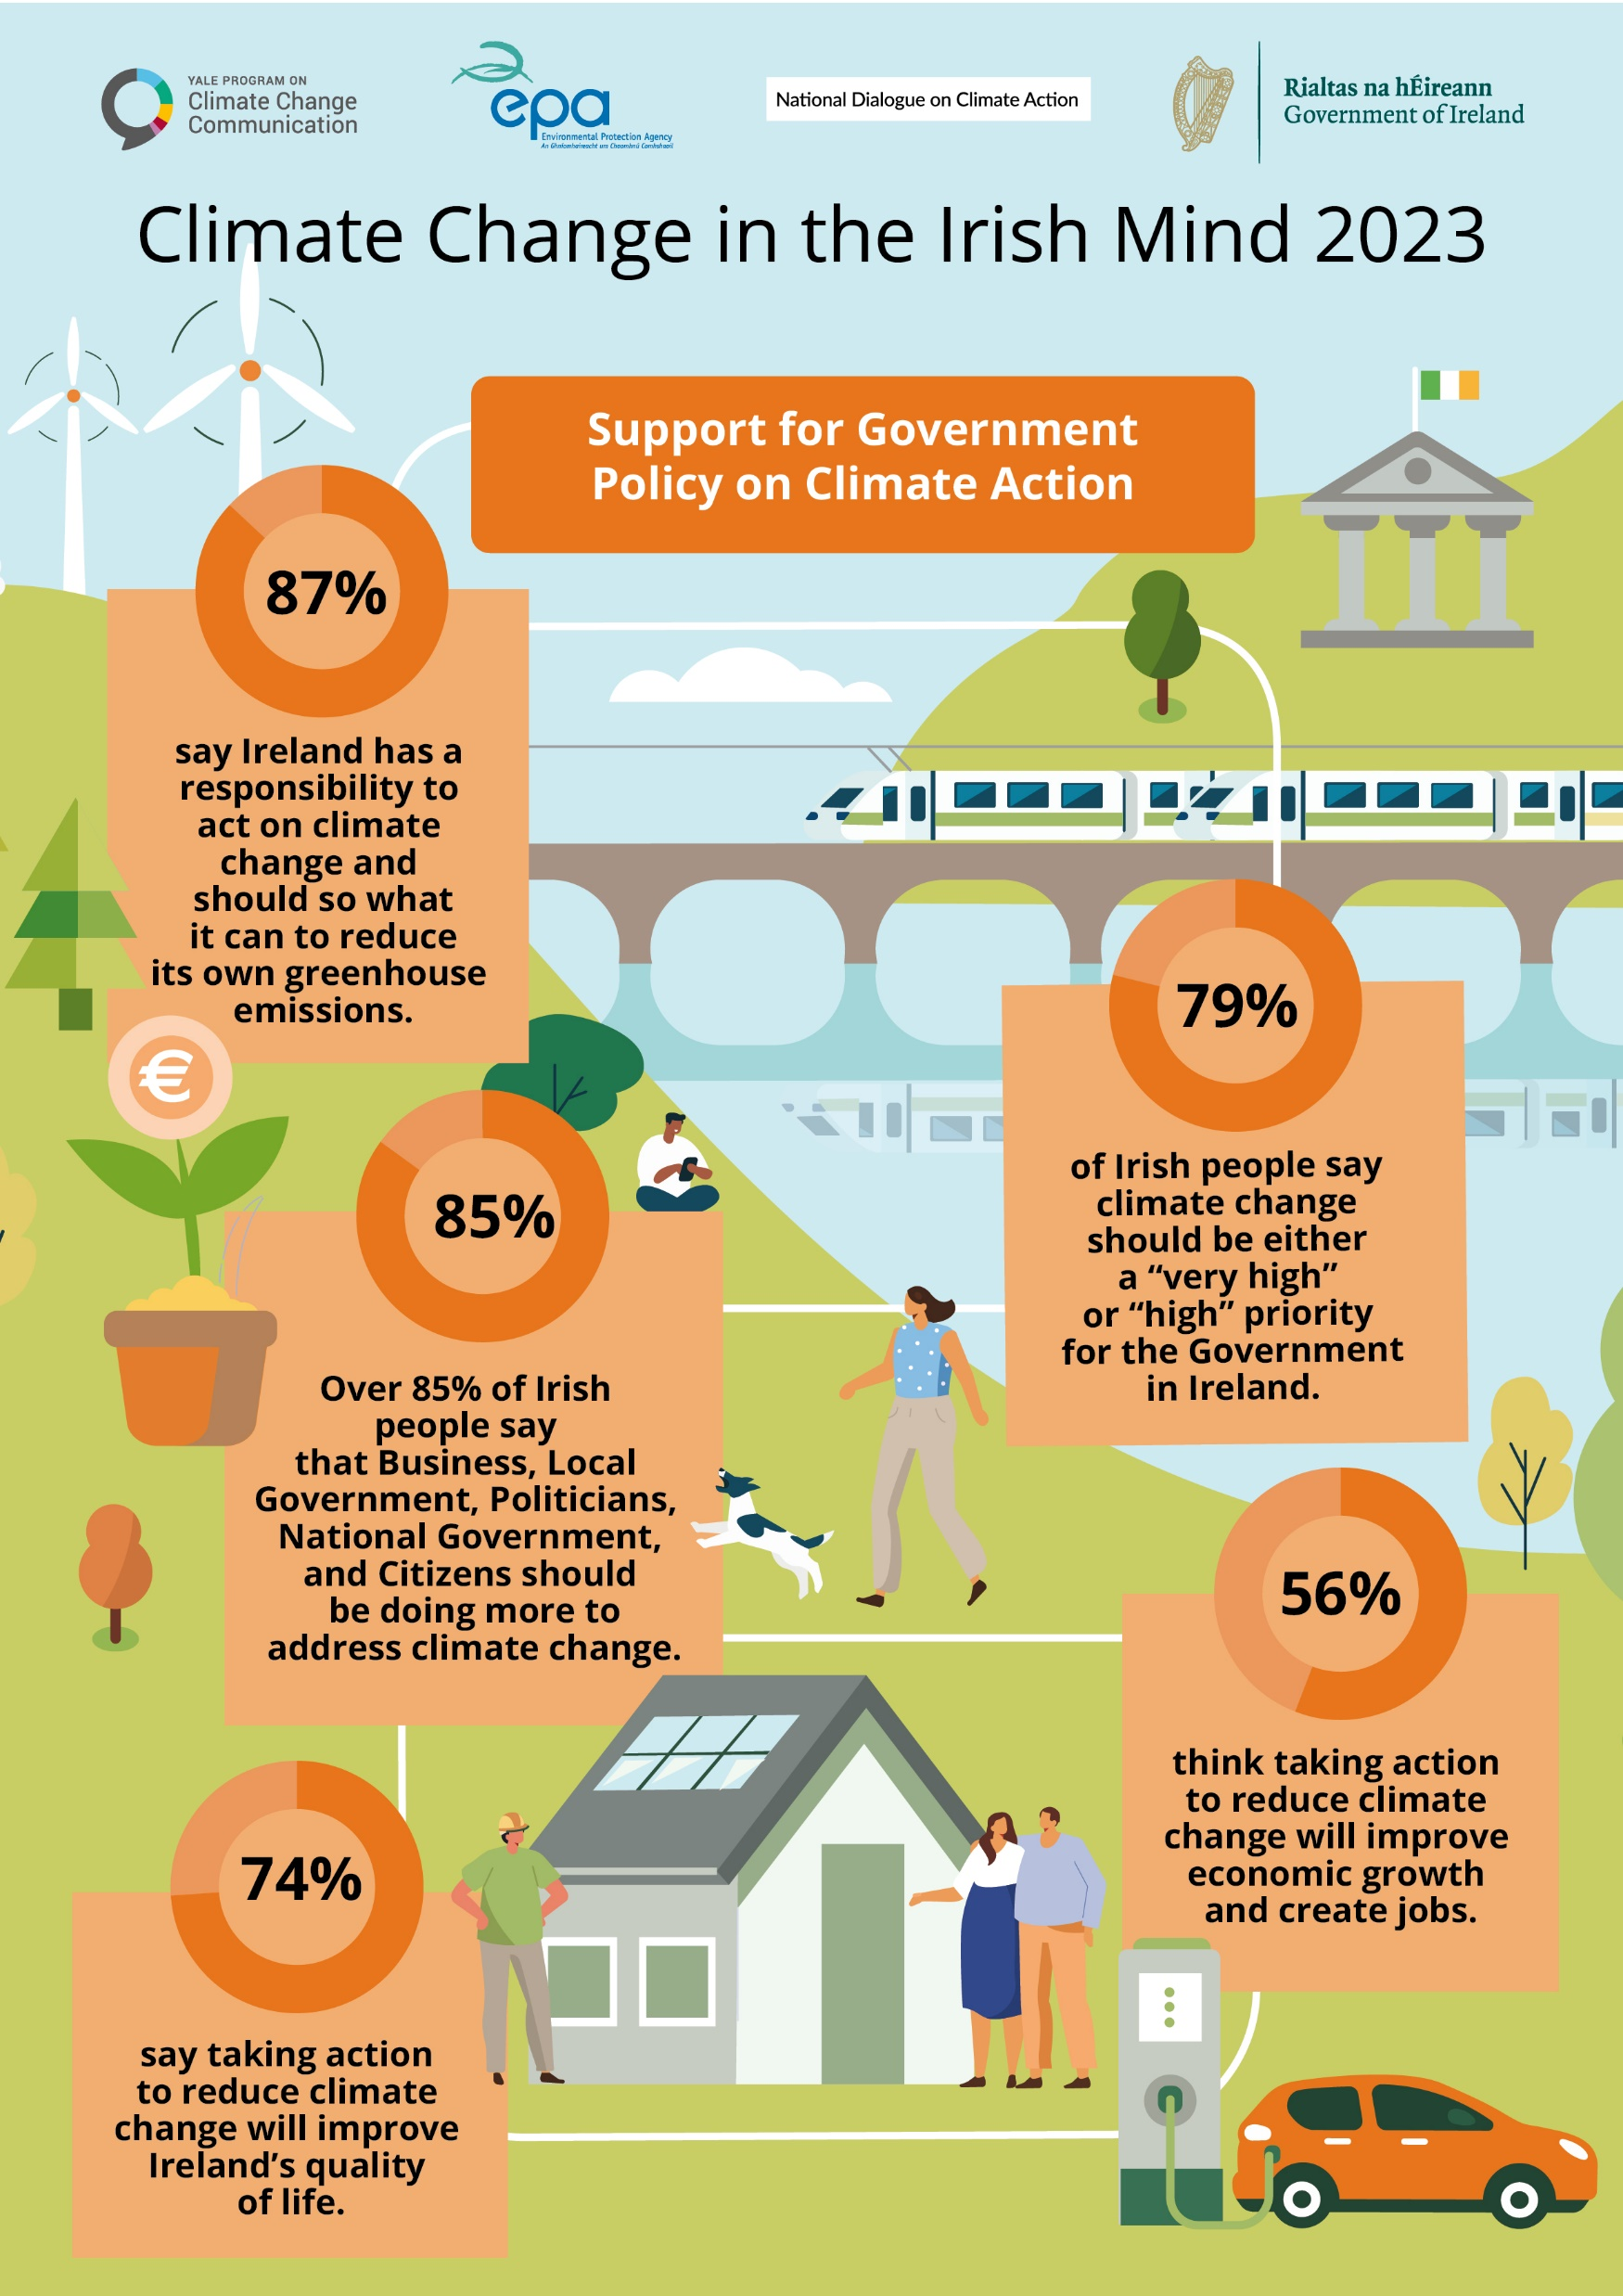 YALE PROGRAM ON
Climate Change
Communication
epa
Environmental Protection Agency
National Dialogue on Climate Action
Rialtas na hÉireann
Government of Ireland
Climate Change in the Irish Mind 2023
Support for Government
Policy on Climate Action
87%
say Ireland has a
responsibility to
act on climate
change and
should so what
it can to reduce
its own greenhouse
emissions.
79%
of Irish people say
climate change
should be either
a “very high”
or “high” priority
for the Government
in Ireland.
€
85%
Over 85% of Irish
people say
that Business, Local
Government, Politicians,
National Government,
and Citizens should
be doing more to
address climate change.
56%
think taking action
to reduce climate
change will improve
economic growth
and create jobs.
74%
say taking action
to reduce climate
change will improve
Ireland’s quality
of life.